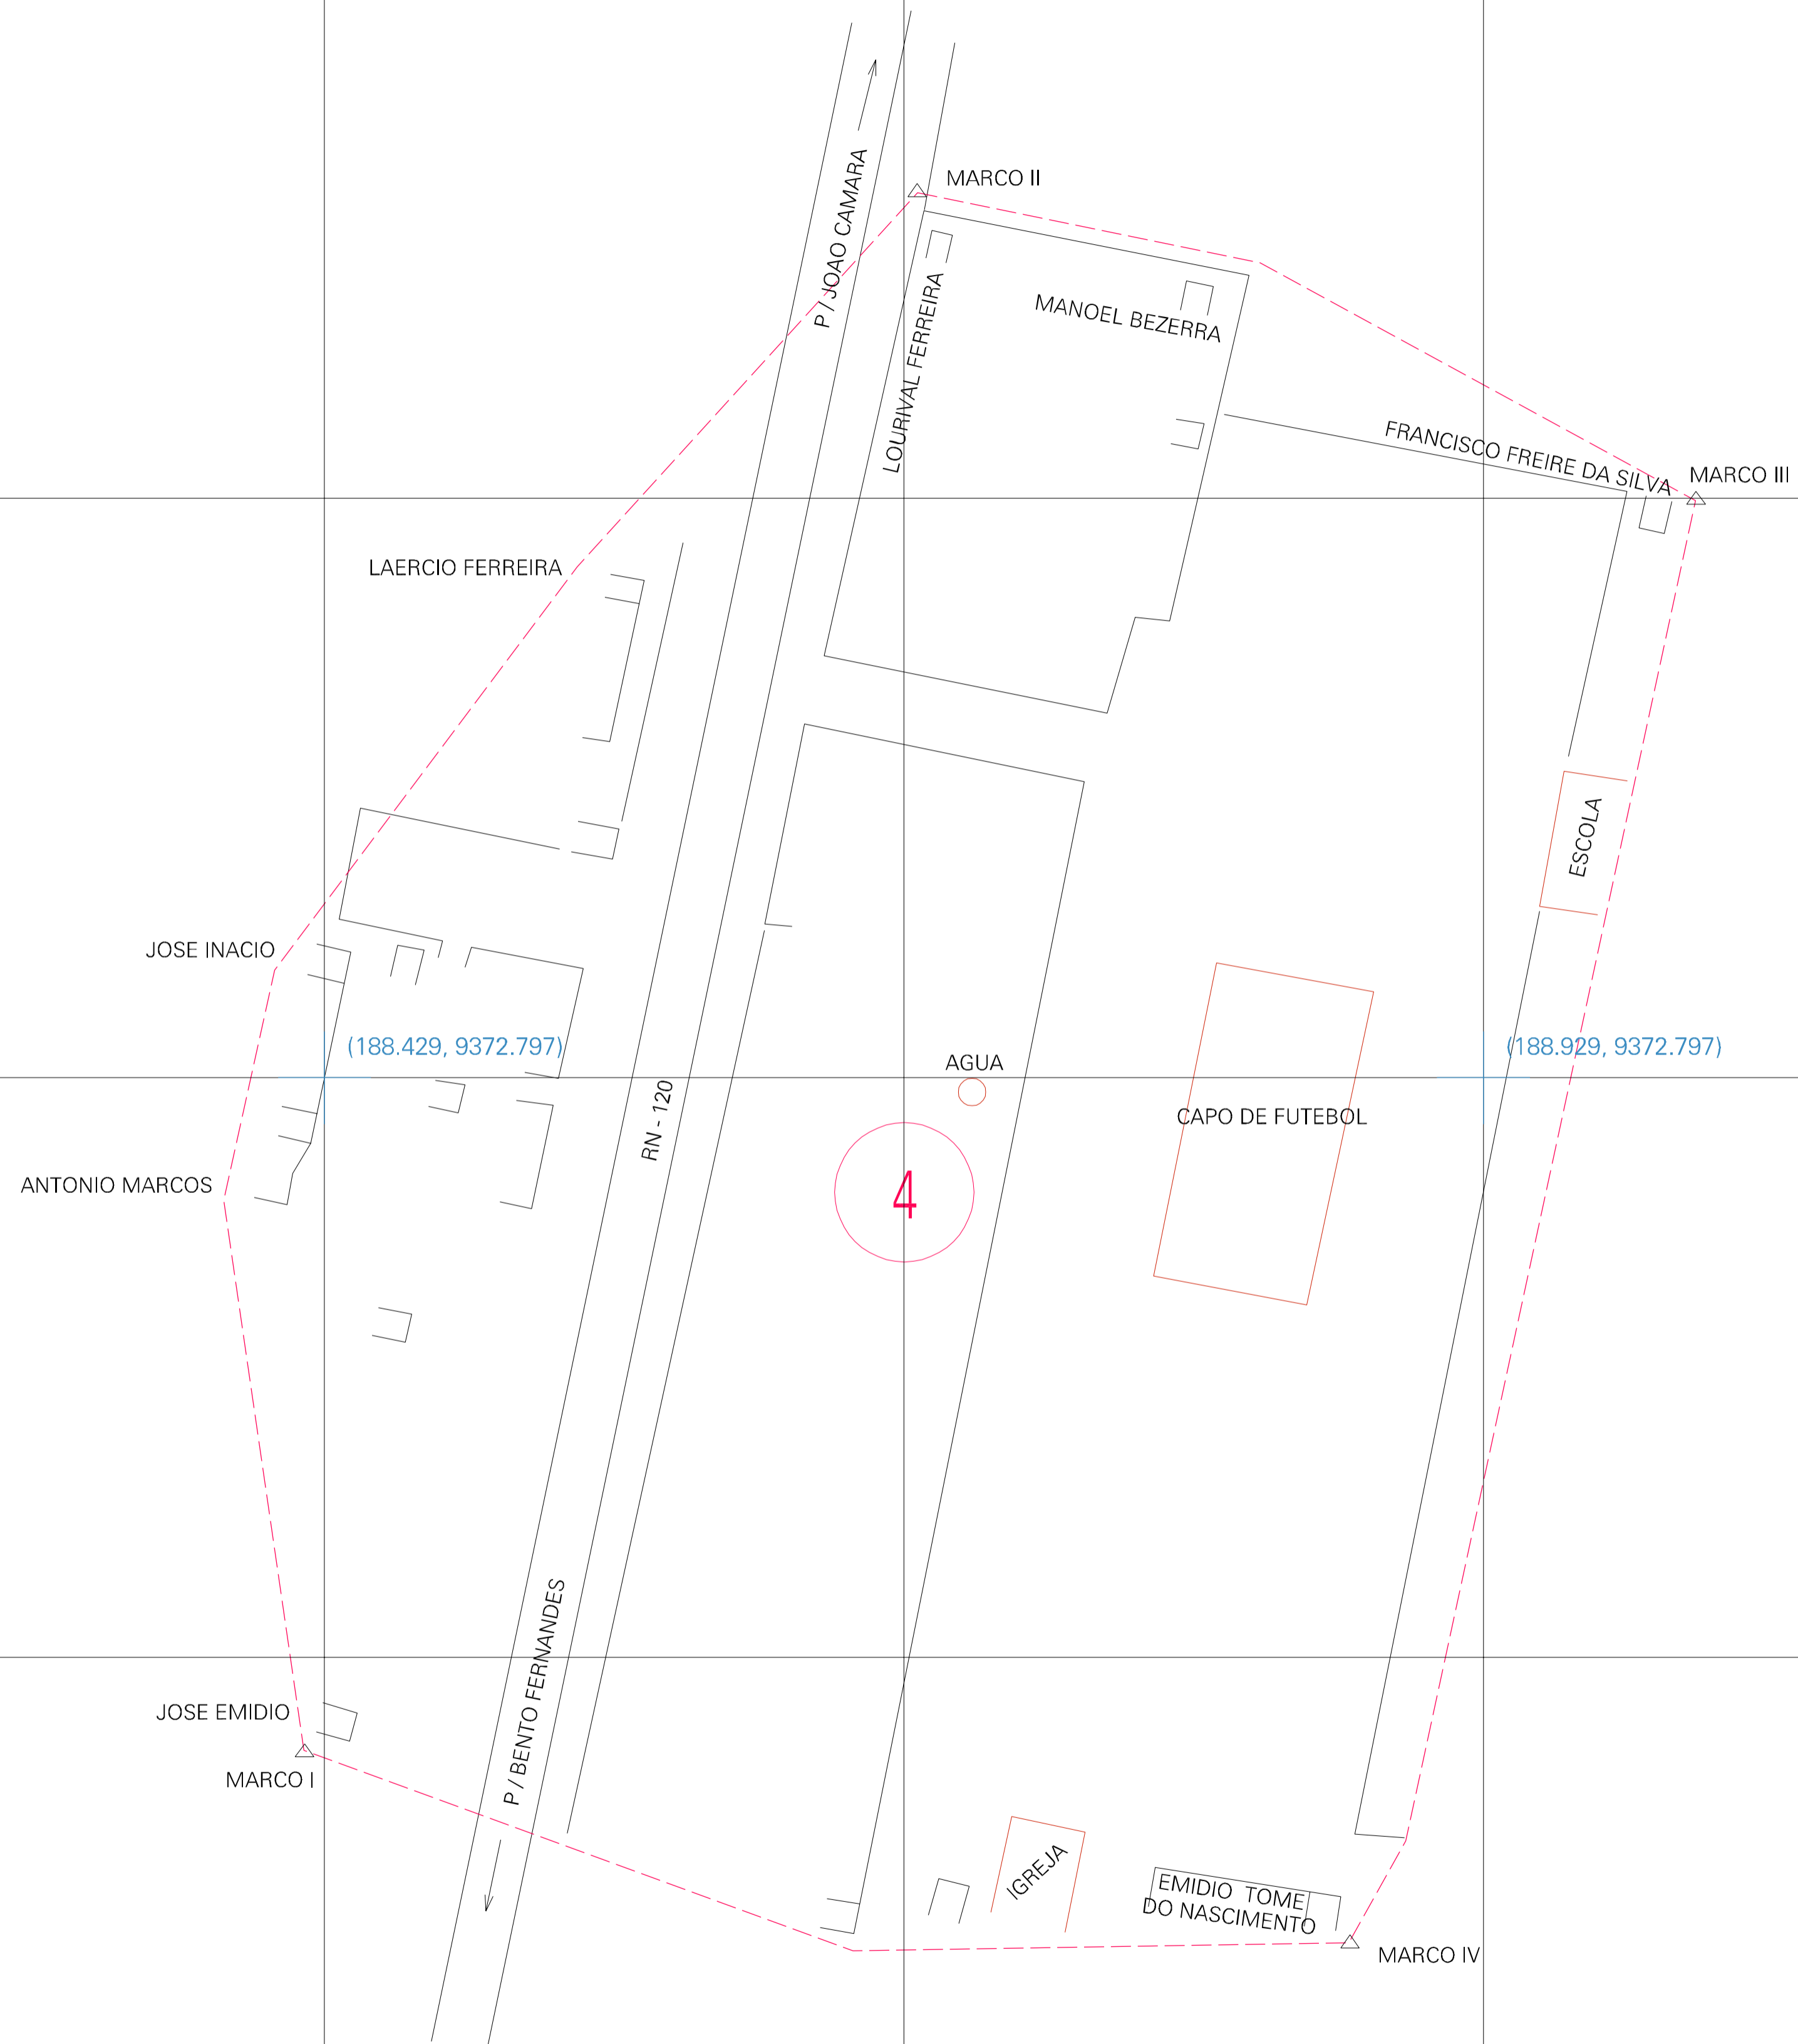 P / JOAO CAMARA
MARCO II
LOURIVAL FERREIRA
MANOEL BEZERRA
FRANCISCO FREIRE DA SILVA
MARCO III
LAERCIO FERREIRA
ESCOLA
JOSE INACIO
(188.429, 9372.797)
(188.929, 9372.797)
AGUA
RN - 120
CAPO DE FUTEBOL
4
ANTONIO MARCOS
P / BENTO FERNANDES
JOSE EMIDIO
MARCO I
IGREJA
EMIDIO TOME
DO NASCIMENTO
MARCO IV